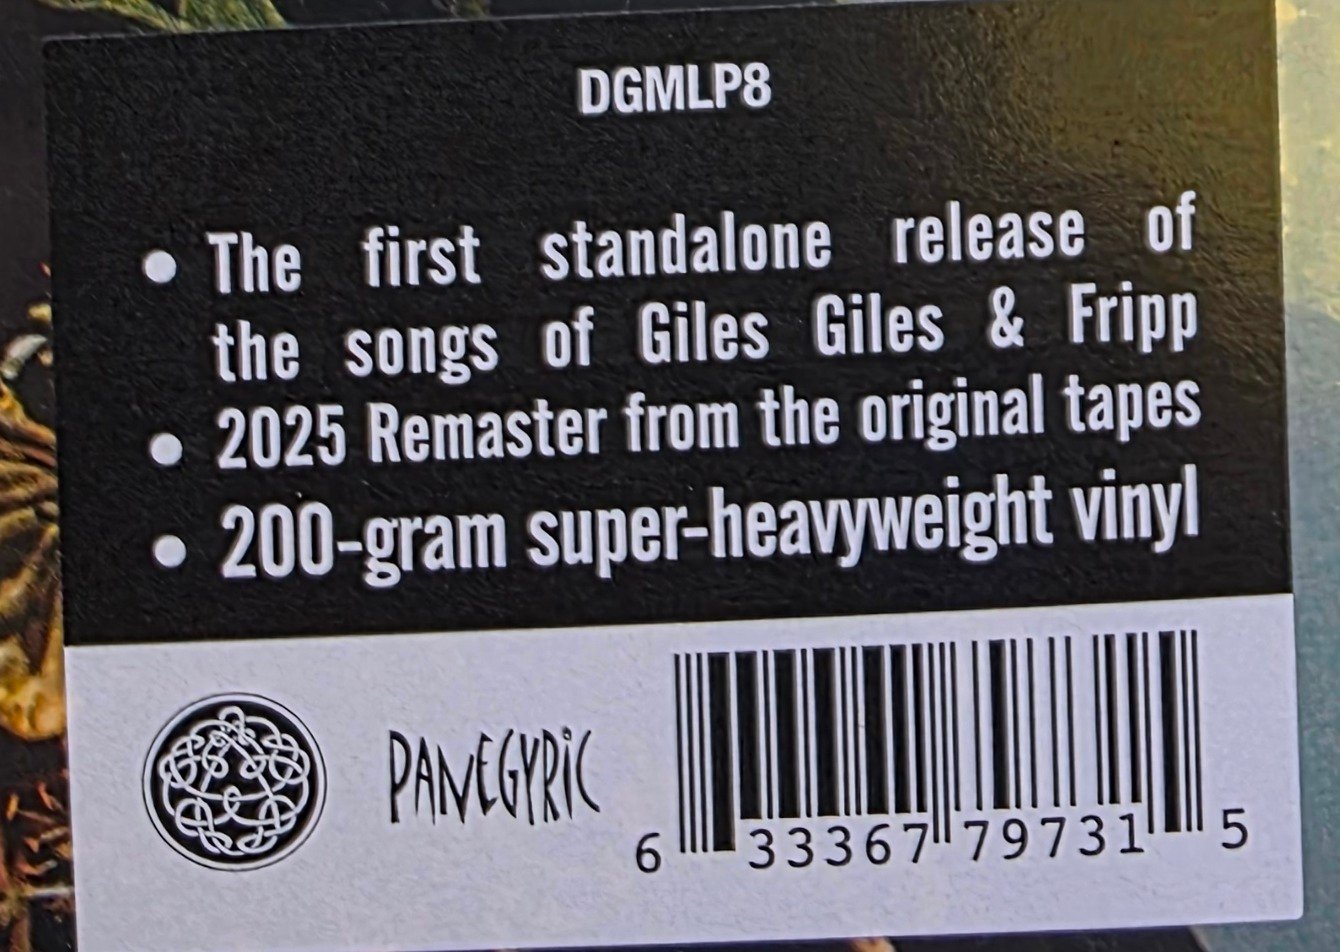 DGMLP8
• The first standalone release of
the songs of Giles Giles & Fripp
• 2025 Remaster from the original tapes
• 200-gram super-heavyweight vinyl
PANEGYRIC
6 33367 79731 5